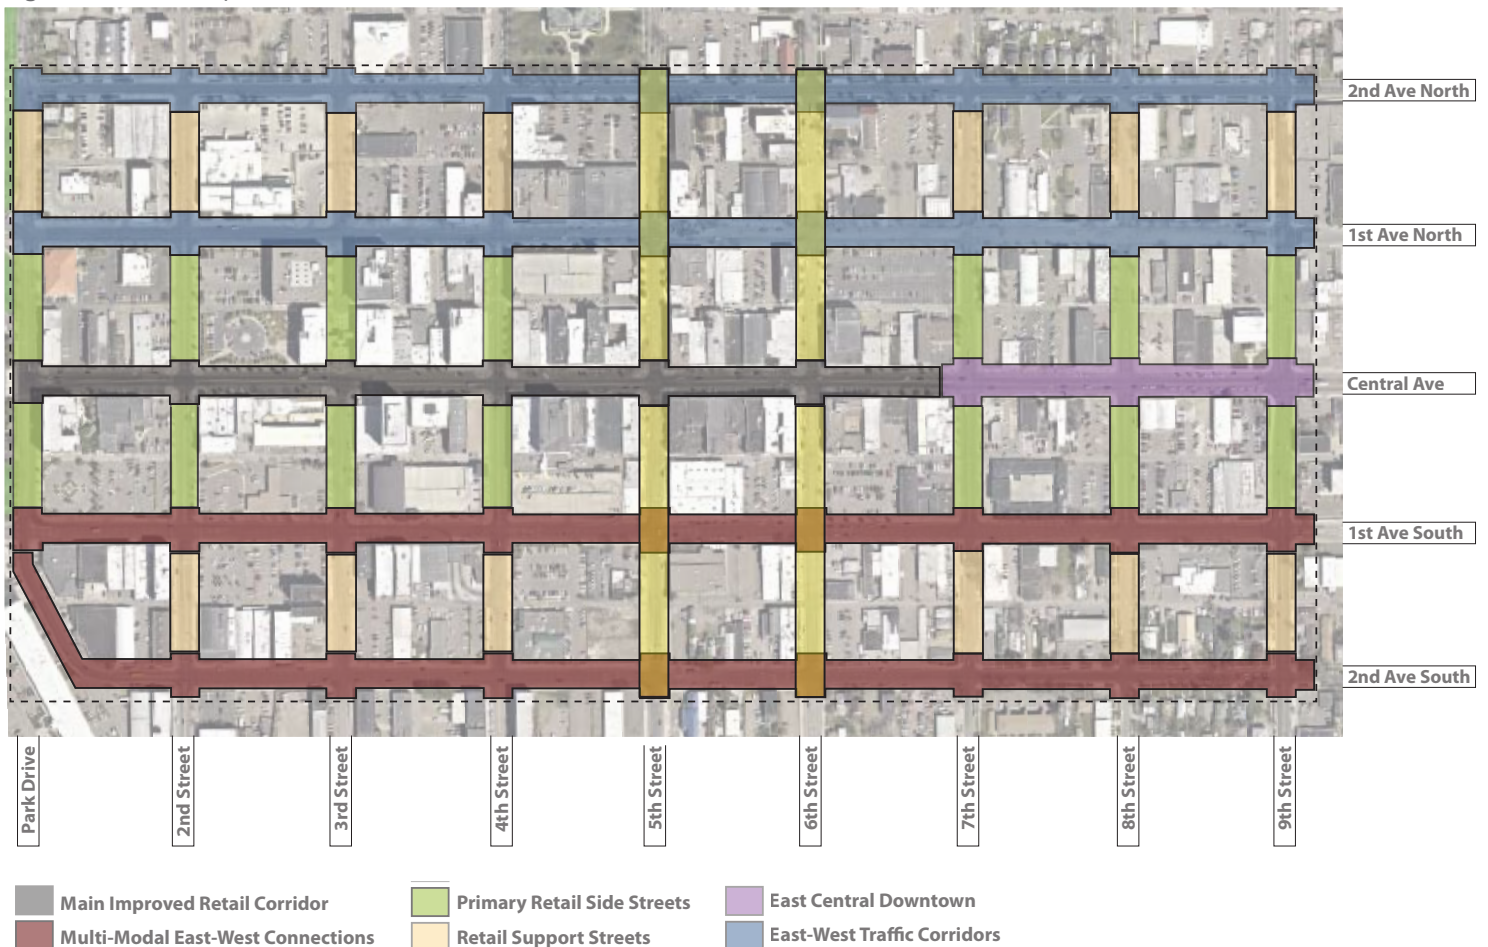 2nd Ave North
1st Ave North
Central Ave
1st Ave South
2nd Ave South
Park Drive
2nd Street
3rd Street
4th Street
5th Street
6th Street
7th Street
8th Street
9th Street
Main Improved Retail Corridor
Primary Retail Side Streets
East Central Downtown
Multi-Modal East-West Connections
Retail Support Streets
East-West Traffic Corridors